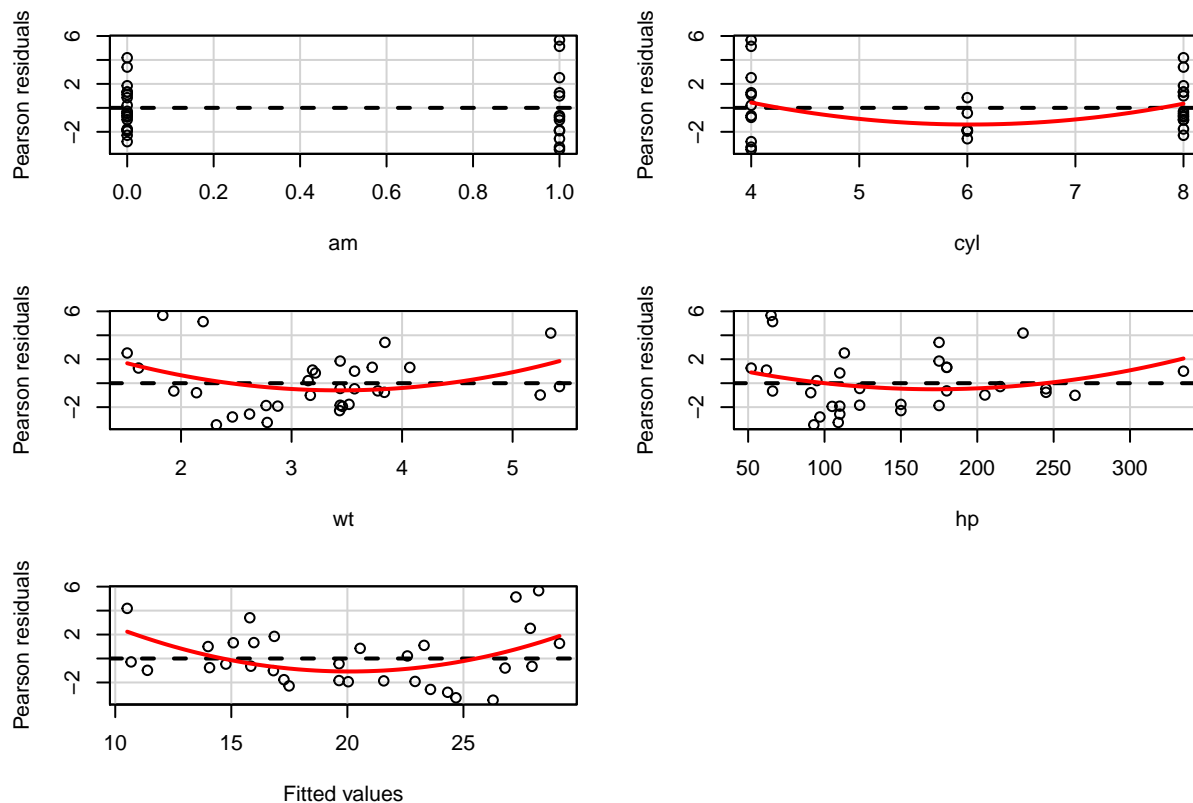 Pearson residuals
6
2
−2
0.0 0.2 0.4 0.6 0.8 1.0
am
Pearson residuals
6
2
−2
4 5 6 7 8
cyl
Pearson residuals
6
2
−2
2 3 4 5
wt
Pearson residuals
6
2
−2
50 100 150 200 250 300
hp
Pearson residuals
6
2
−2
10 15 20 25
Fitted values